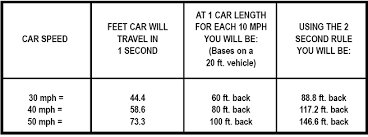 CAR SPEED
FEET CAR WILL
TRAVEL IN
1 SECOND
AT 1 CAR LENGTH
FOR EACH 10 MPH
YOU WILL BE:
(Bases on a
20 ft. vehicle)
USING THE 2
SECOND RULE
YOU WILL BE:
30 mph = 44.4 60 ft. back 88.8 ft. back
40 mph = 58.6 80 ft. back 117.2 ft. back
50 mph = 73.3 100 ft. back 146.6 ft. back